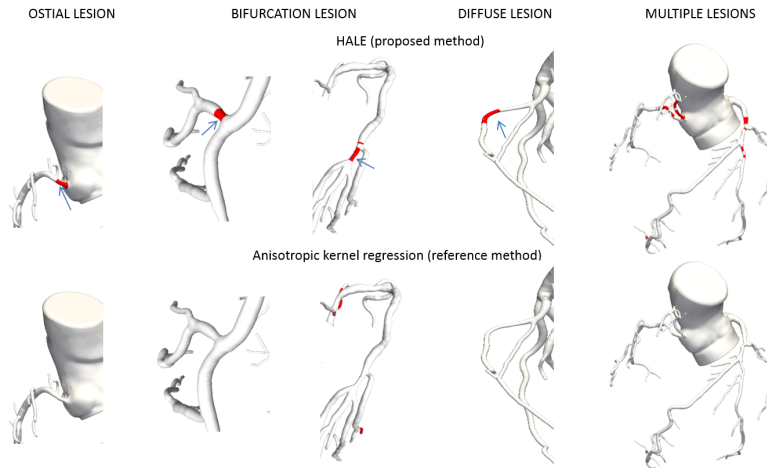 OSTIAL LESION BIFURCATION LESION DIFFUSE LESION MULTIPLE LESIONS
HALE (proposed method)
Anisotropic kernel regression (reference method)